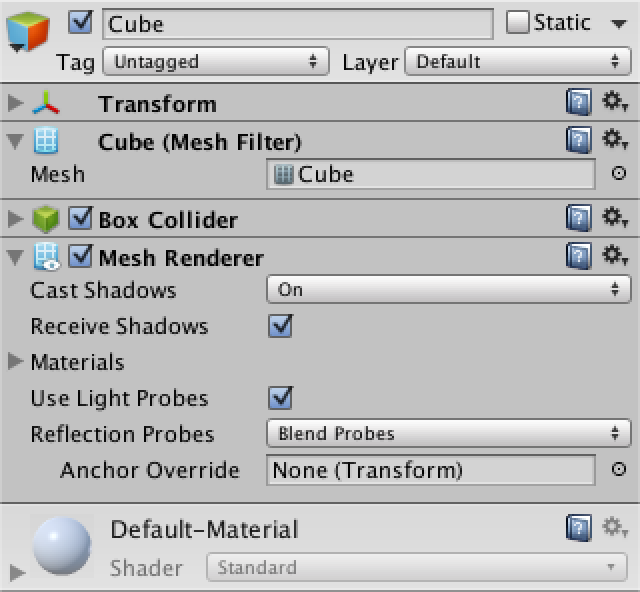 Cube Static
Tag Untagged Layer Default
Transform
Cube (Mesh Filter)
Mesh Cube
Box Collider
Mesh Renderer
Cast Shadows On
Receive Shadows
Materials
Use Light Probes
Reflection Probes Blend Probes
Anchor Override None (Transform)
Default-Material
Shader Standard